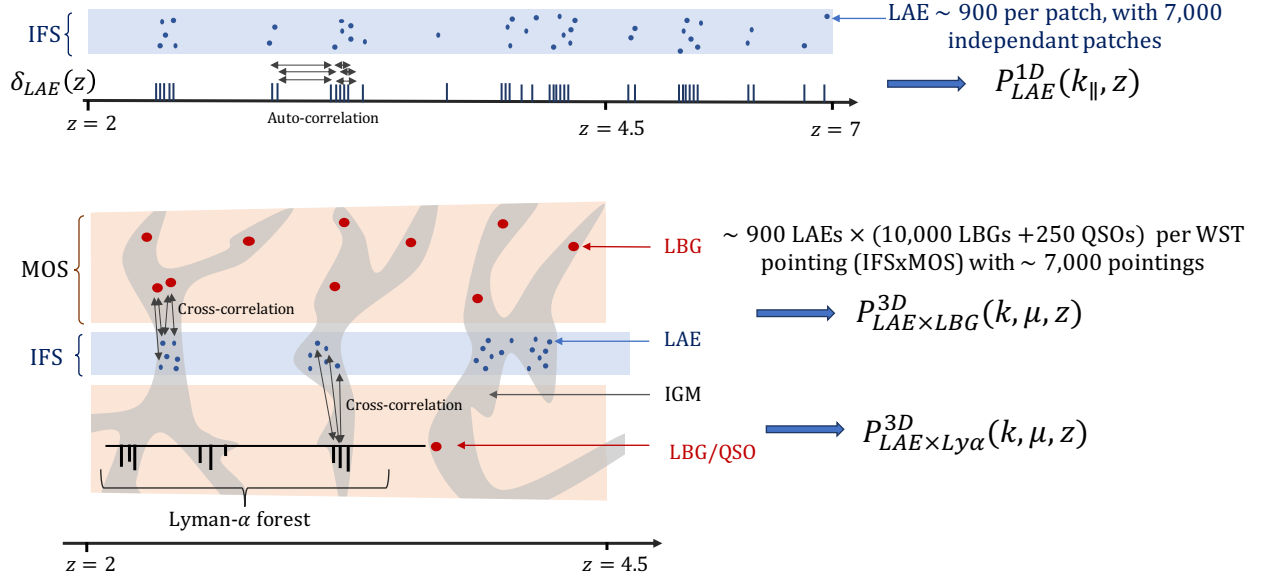 IFS
LAE ~ 900 per patch, with 7,000
independant patches
δ_LAE(z)
P^1D_LAE(k_∥, z)
Auto-correlation
z = 2
z = 4.5
z = 7
MOS
LBG
~ 900 LAEs × (10,000 LBGs +250 QSOs) per WST
pointing (IFSxMOS) with ~ 7,000 pointings
Cross-correlation
P^3D_LAE×LBG(k, μ, z)
IFS
LAE
IGM
Cross-correlation
P^3D_LAE×Lyα(k, μ, z)
LBG/QSO
Lyman-α forest
z = 2
z = 4.5